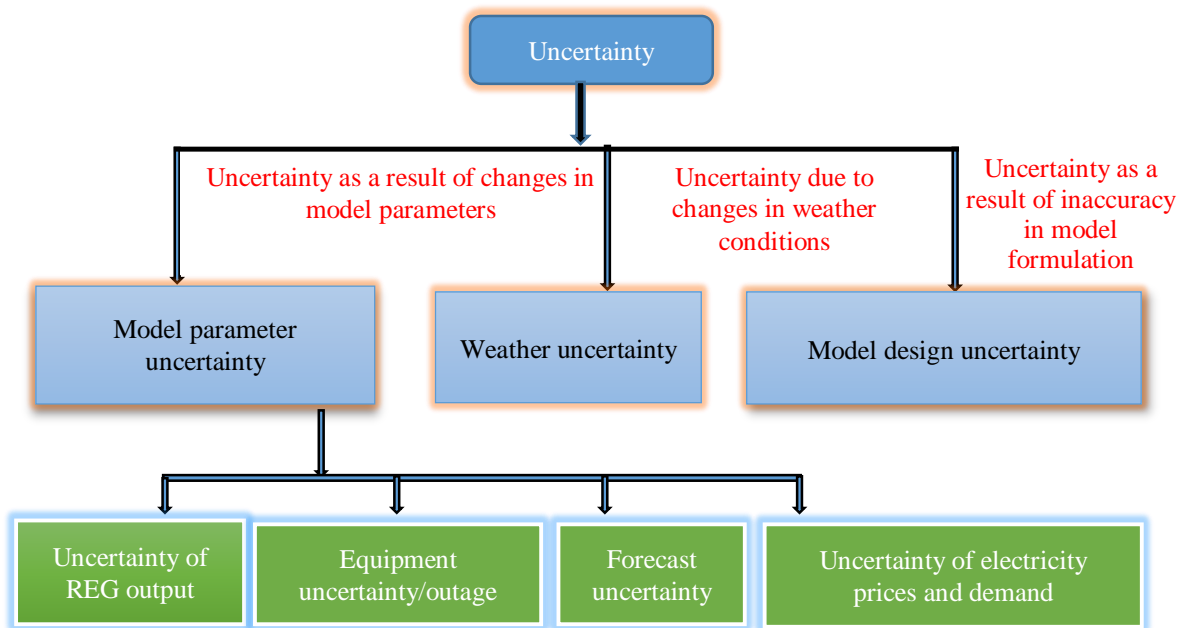 Uncertainty
Uncertainty as a result of changes in
model parameters
Uncertainty due to
changes in weather
conditions
Uncertainty as a
result of inaccuracy
in model
formulation
Model parameter
uncertainty
Weather uncertainty
Model design uncertainty
Uncertainty of
REG output
Equipment
uncertainty/outage
Forecast
uncertainty
Uncertainty of electricity
prices and demand